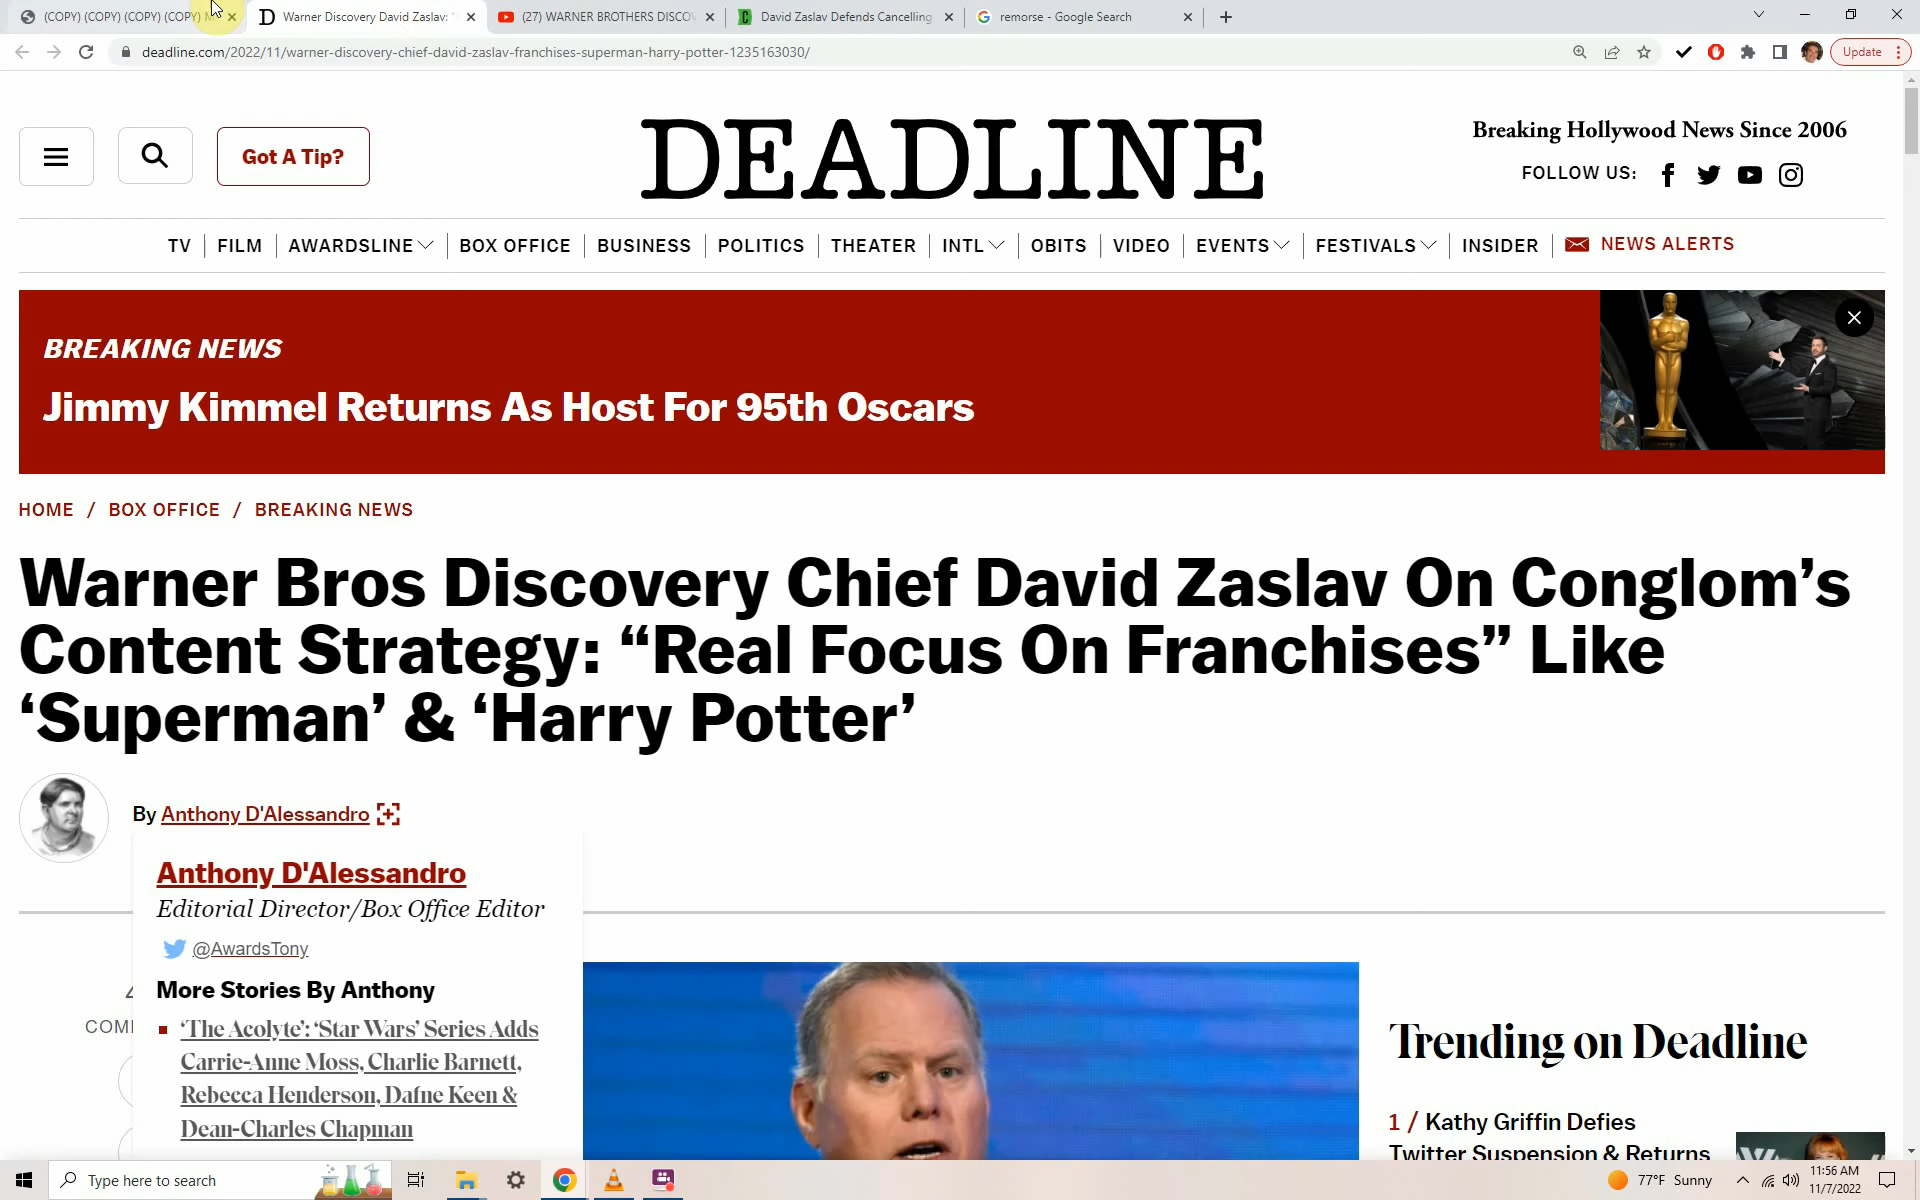 (COPY) (COPY) (COPY) (COPY)
Warner Discovery David Zaslav: "
(27) WARNER BROTHERS DISCOV
David Zaslav Defends Cancelling
remorse - Google Search
deadline.com/2022/11/warner-discovery-chief-david-zaslav-franchises-superman-harry-potter-1235163030/
Update
Got A Tip?
DEADLINE
Breaking Hollywood News Since 2006
FOLLOW US:
TV FILM AWARDSLINE BOX OFFICE BUSINESS POLITICS THEATER INTL OBITS VIDEO EVENTS FESTIVALS INSIDER NEWS ALERTS
BREAKING NEWS
Jimmy Kimmel Returns As Host For 95th Oscars
HOME / BOX OFFICE / BREAKING NEWS
Warner Bros Discovery Chief David Zaslav On Conglom’s
Content Strategy: “Real Focus On Franchises” Like
‘Superman’ & ‘Harry Potter’
By Anthony D'Alessandro
Anthony D'Alessandro
Editorial Director/Box Office Editor
@AwardsTony
More Stories By Anthony
COM
‘The Acolyte’: ‘Star Wars’ Series Adds
Carrie-Anne Moss, Charlie Barnett,
Rebecca Henderson, Dafne Keen &
Dean-Charles Chapman
Trending on Deadline
1 / Kathy Griffin Defies
Twitter Suspension & Returns
Type here to search
77°F Sunny
11:56 AM
11/7/2022